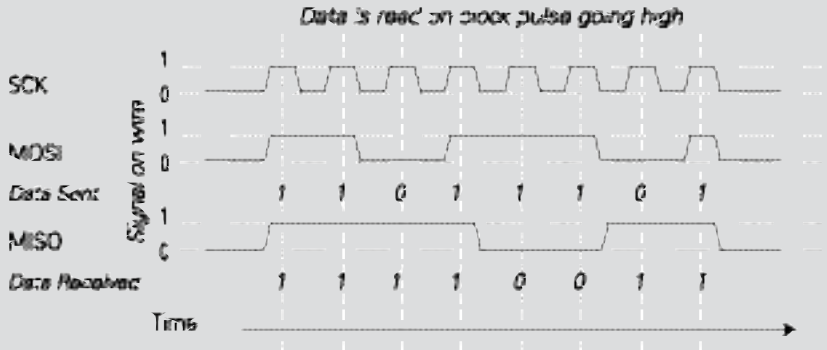 Data is read on clock pulse going high
SCK
1
0
Signal on wire
MOSI
1
0
Data Sent 1 1 0 1 1 1 0 1
MISO
1
0
Data Received 1 1 1 1 0 0 1 1
Time